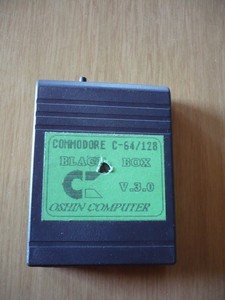 COMMODORE C-64/128
BLACK BOX
V.3.0
OSHIN COMPUTER